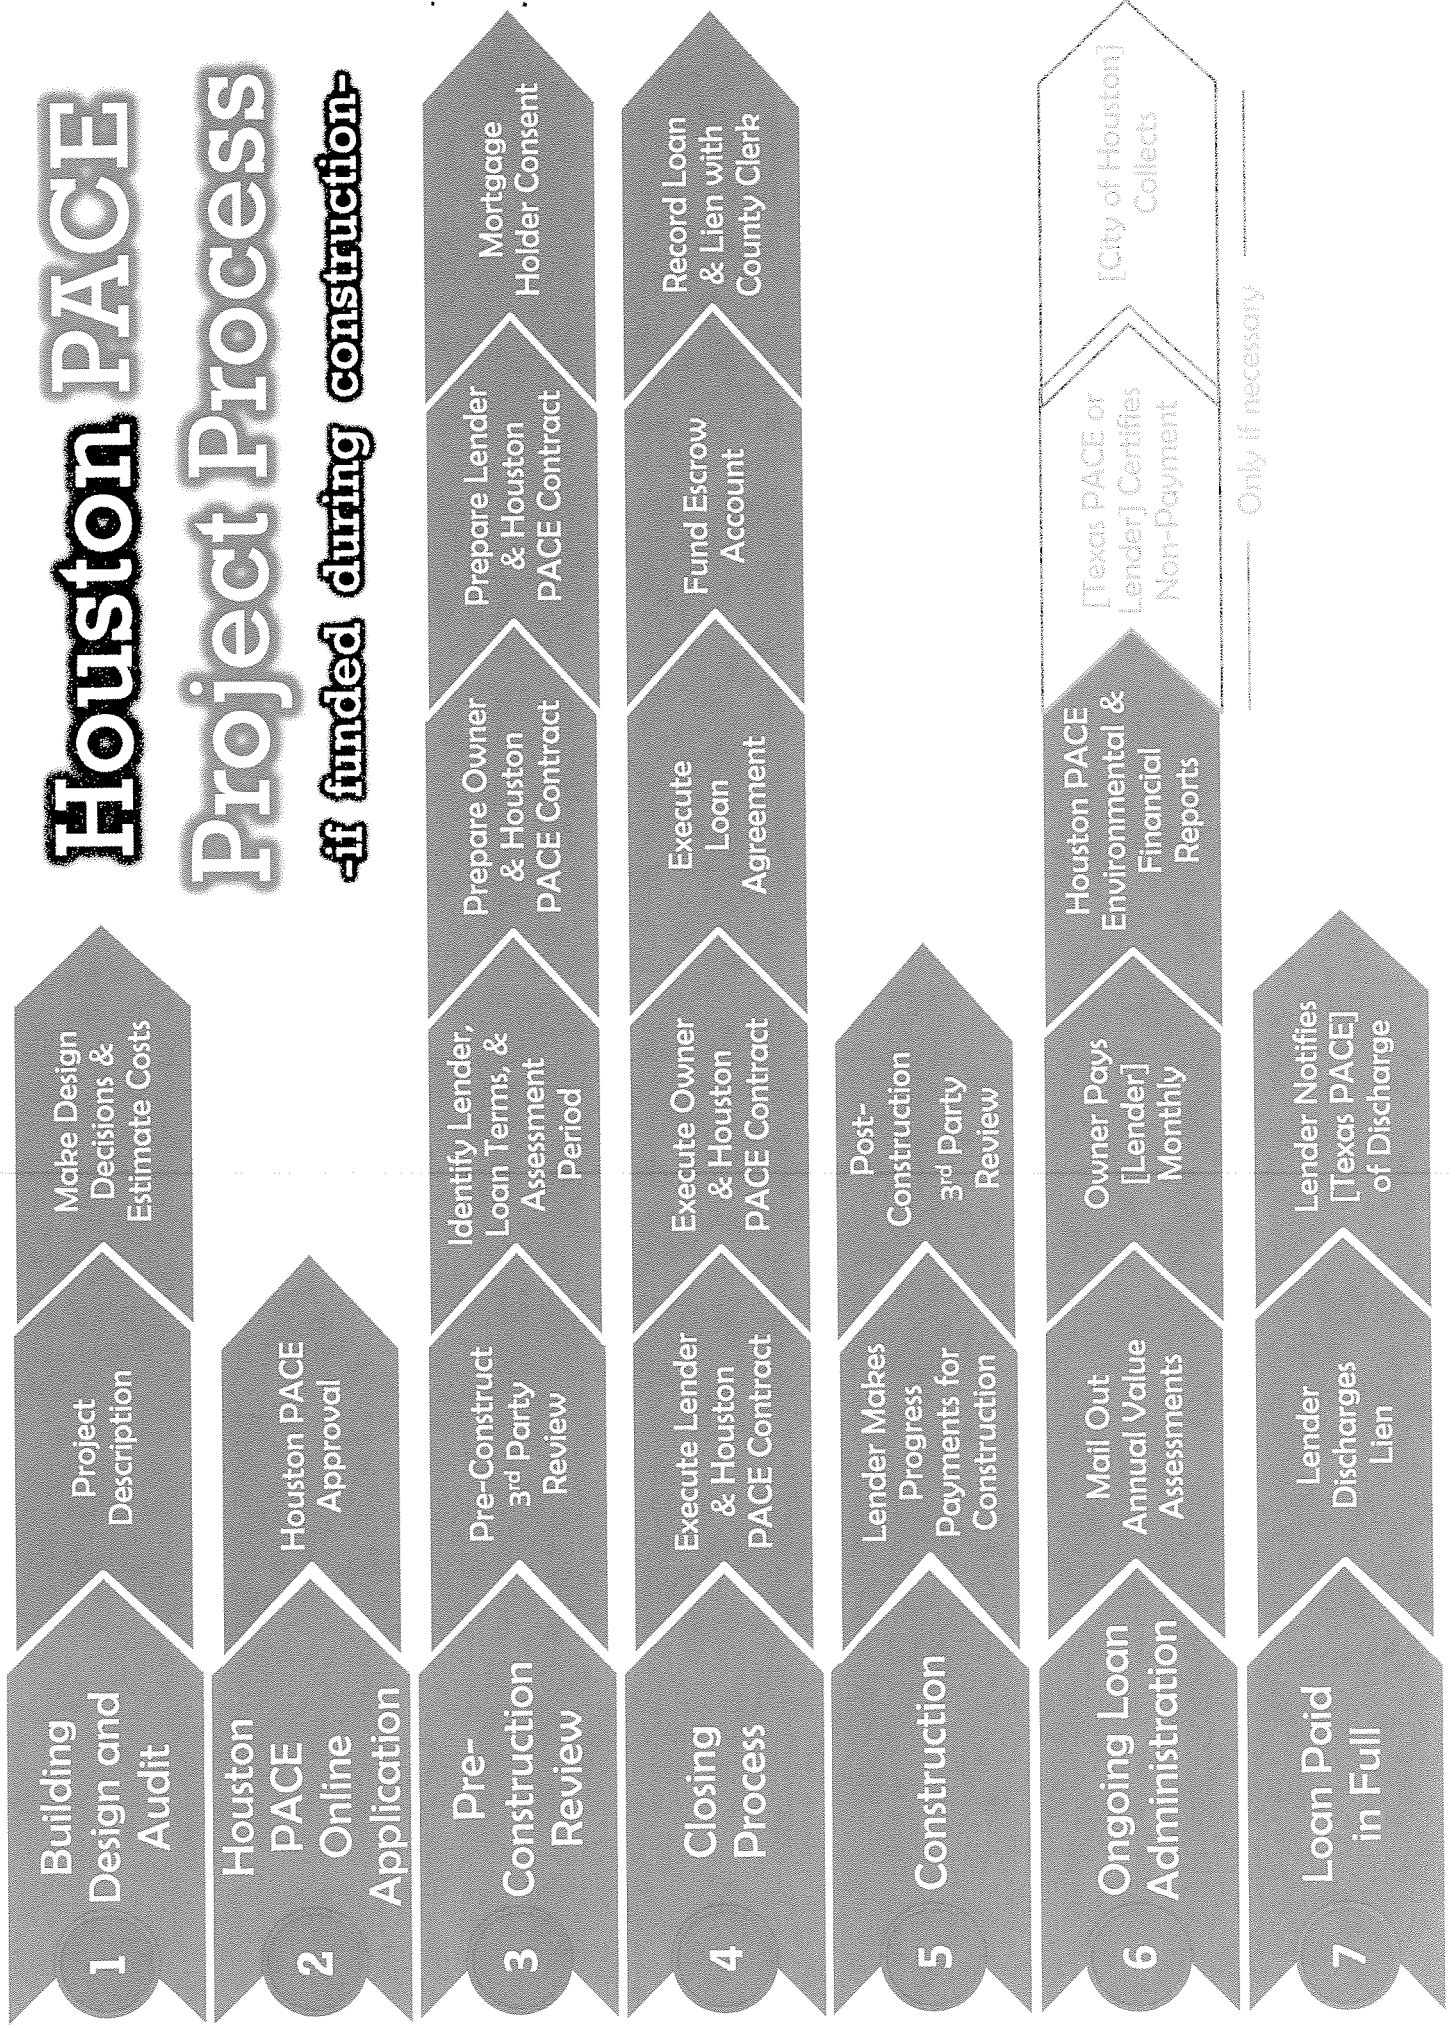 Houston PACE
Project Process
-if funded during construction-
1
Building
Design and
Audit
Project
Description
Make Design
Decisions &
Estimate Costs
2
Houston
PACE
Online
Application
Houston PACE
Approval
3
Pre-
Construction
Review
Pre-Construct
3rd Party
Review
Identify Lender,
Loan Terms, &
Assessment
Period
Prepare Owner
& Houston
PACE Contract
Prepare Lender
& Houston
PACE Contract
Mortgage
Holder Consent
4
Closing
Process
Execute Lender
& Houston
PACE Contract
Execute Owner
& Houston
PACE Contract
Execute
Loan
Agreement
Fund Escrow
Account
Record Loan
& Lien with
County Clerk
5
Construction
Lender Makes
Progress
Payments for
Construction
Post-
Construction
3rd Party
Review
6
Ongoing Loan
Administration
Mail Out
Annual Value
Assessments
Owner Pays
[Lender]
Monthly
Houston PACE
Environmental &
Financial
Reports
[Texas PACE or
Lender] Certifies
Non-Payment
[City of Houston]
Collects
Only if necessary
7
Loan Paid
in Full
Lender
Discharges
Lien
Lender Notifies
[Texas PACE]
of Discharge